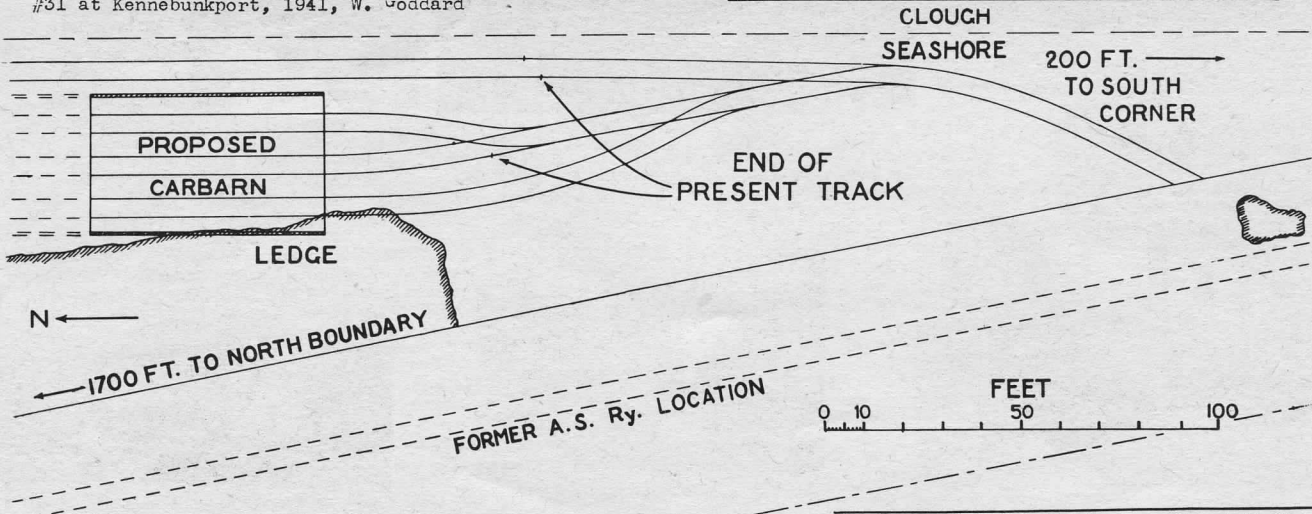 #31 at Kennebunkport, 1941, W. Goddard
CLOUGH
SEASHORE
200 FT.
TO SOUTH
CORNER
PROPOSED
CARBARN
END OF
PRESENT TRACK
LEDGE
N
1700 FT. TO NORTH BOUNDARY
FORMER A.S. Ry. LOCATION
FEET
0 10 50 100